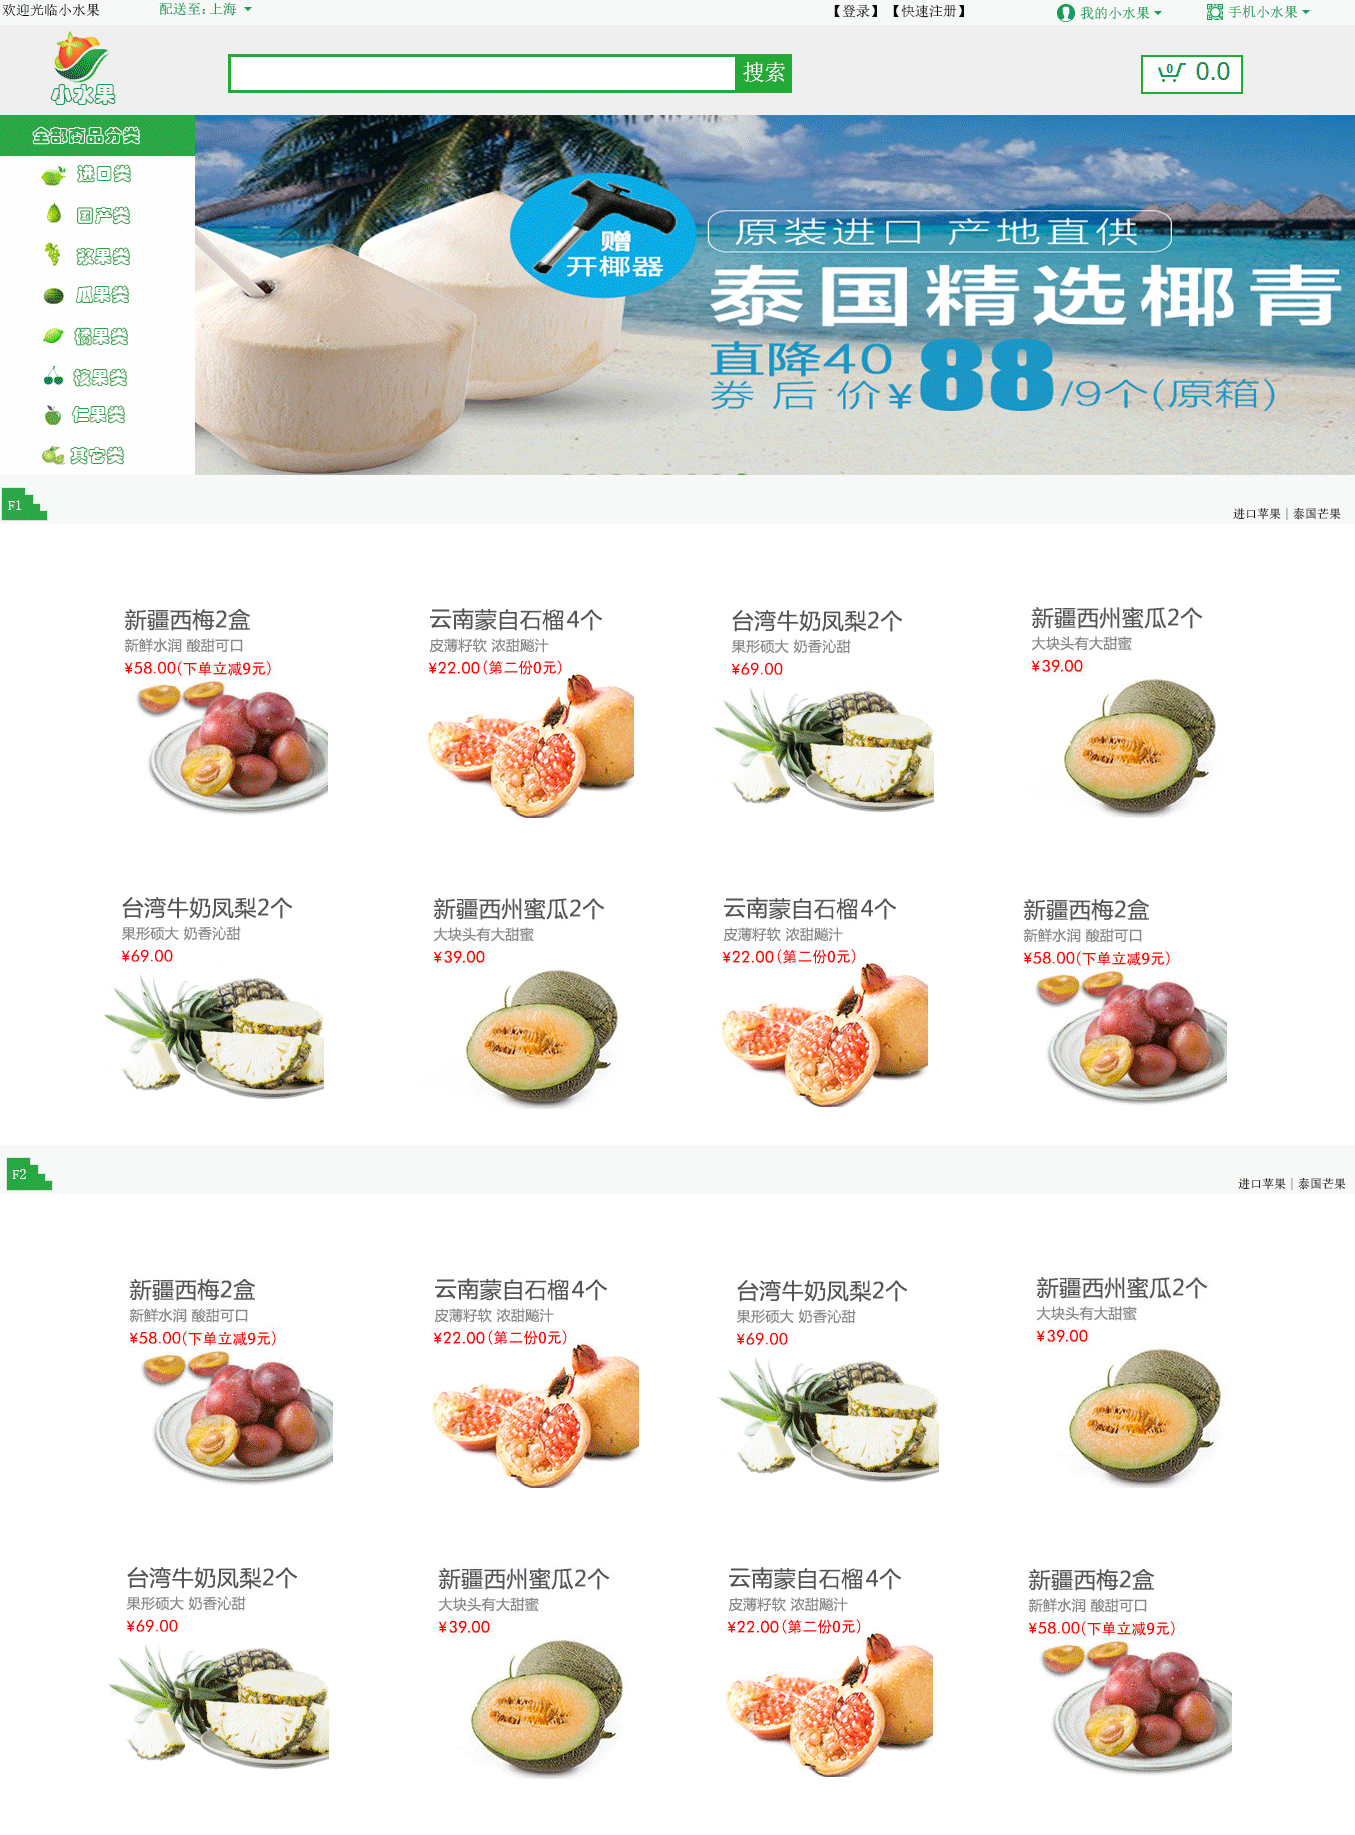 欢迎光临小水果 配送至：上海 【登录】【快速注册】 我的小水果 手机小水果
小水果
搜索
0 0.0
全部商品分类
进口类
国产类
浆果类
瓜果类
橘果类
核果类
仁果类
其它类
赠
开椰器
原装进口 产地直供
泰国精选椰青
直降40
券后价¥88/9个(原箱)
F1
进口苹果 | 泰国芒果
新疆西梅2盒
新鲜水润 酸甜可口
¥58.00(下单立减9元)
云南蒙自石榴4个
皮薄籽软 浓甜飚汁
¥22.00(第二份0元)
台湾牛奶凤梨2个
果形硕大 奶香沁甜
¥69.00
新疆西州蜜瓜2个
大块头有大甜蜜
¥39.00
台湾牛奶凤梨2个
果形硕大 奶香沁甜
¥69.00
新疆西州蜜瓜2个
大块头有大甜蜜
¥39.00
云南蒙自石榴4个
皮薄籽软 浓甜飚汁
¥22.00(第二份0元)
新疆西梅2盒
新鲜水润 酸甜可口
¥58.00(下单立减9元)
F2
进口苹果 | 泰国芒果
新疆西梅2盒
新鲜水润 酸甜可口
¥58.00(下单立减9元)
云南蒙自石榴4个
皮薄籽软 浓甜飚汁
¥22.00(第二份0元)
台湾牛奶凤梨2个
果形硕大 奶香沁甜
¥69.00
新疆西州蜜瓜2个
大块头有大甜蜜
¥39.00
台湾牛奶凤梨2个
果形硕大 奶香沁甜
¥69.00
新疆西州蜜瓜2个
大块头有大甜蜜
¥39.00
云南蒙自石榴4个
皮薄籽软 浓甜飚汁
¥22.00(第二份0元)
新疆西梅2盒
新鲜水润 酸甜可口
¥58.00(下单立减9元)